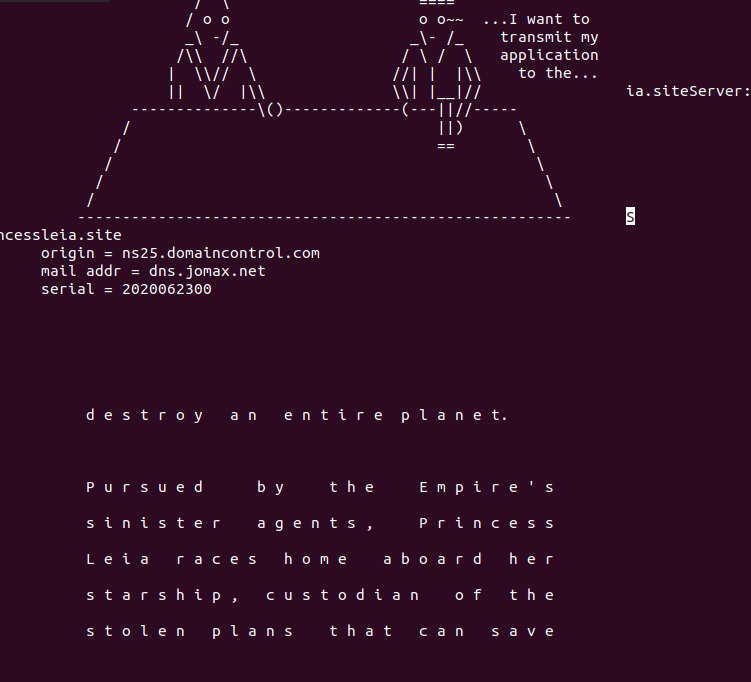 ...I want to
transmit my
application
to the...
ia.siteServer:
S
ncessleia.site
origin = ns25.domaincontrol.com
mail addr = dns.jomax.net
serial = 2020062300
d e s t r o y   a n   e n t i r e  p l a n e t.
P u r s u e d   b y   t h e   E m p i r e ' s
s i n i s t e r   a g e n t s ,   P r i n c e s s
L e i a   r a c e s   h o m e   a b o a r d   h e r
s t a r s h i p ,   c u s t o d i a n   o f   t h e
s t o l e n   p l a n s   t h a t   c a n   s a v e